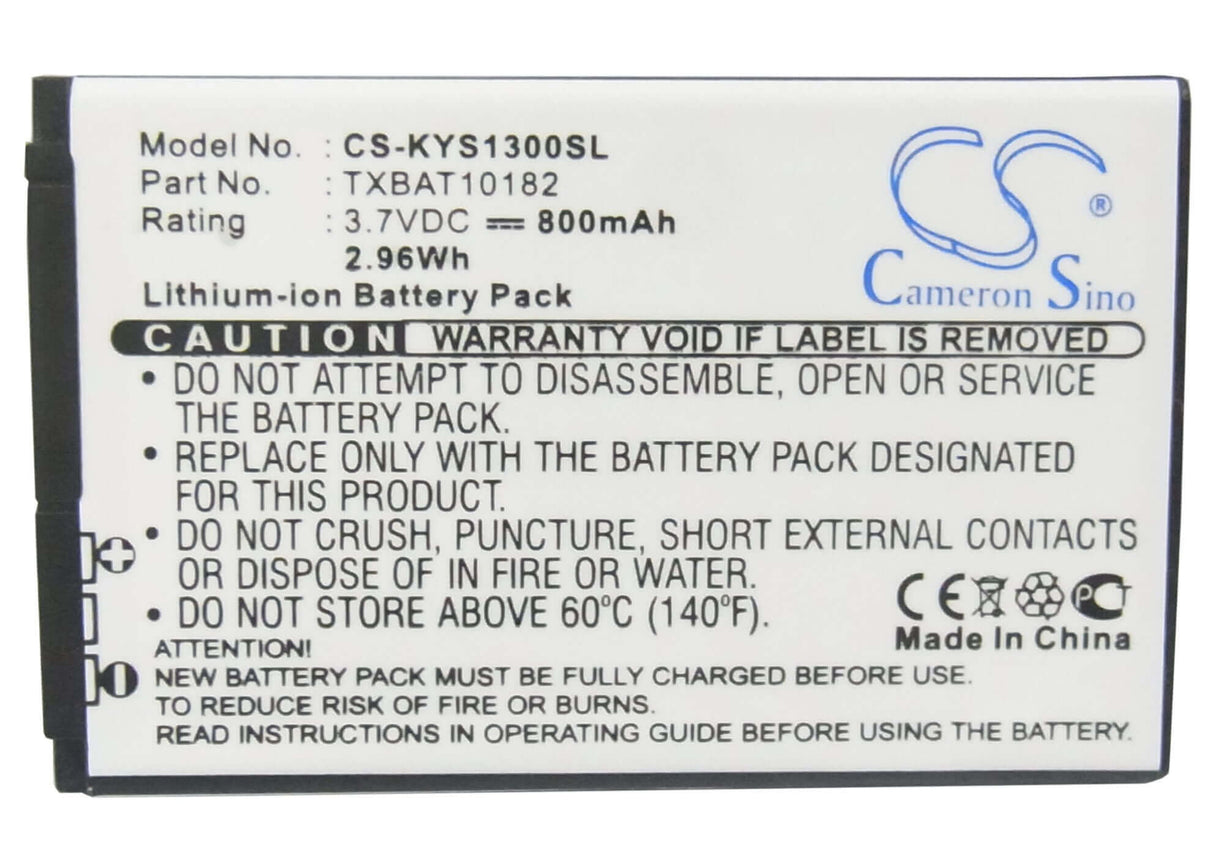 Model No. : CS-KYS1300SL
Part No. : TXBAT10182
Rating : 3.7VDC ⎓ 800mAh
2.96Wh
Lithium-ion Battery Pack
CS ®
Cameron Sino
CAUTION WARRANTY VOID IF LABEL IS REMOVED
• DO NOT ATTEMPT TO DISASSEMBLE, OPEN OR SERVICE
THE BATTERY PACK.
• REPLACE ONLY WITH THE BATTERY PACK DESIGNATED
FOR THIS PRODUCT.
• DO NOT CRUSH, PUNCTURE, SHORT EXTERNAL CONTACTS
OR DISPOSE OF IN FIRE OR WATER.
• DO NOT STORE ABOVE 60°C (140°F).
CE PC
Made In China
ATTENTION!
NEW BATTERY PACK MUST BE FULLY CHARGED BEFORE USE.
TO REDUCE RISK OF FIRE OR BURNS.
READ INSTRUCTIONS IN OPERATING GUIDE BEFORE USING THE BATTERY.